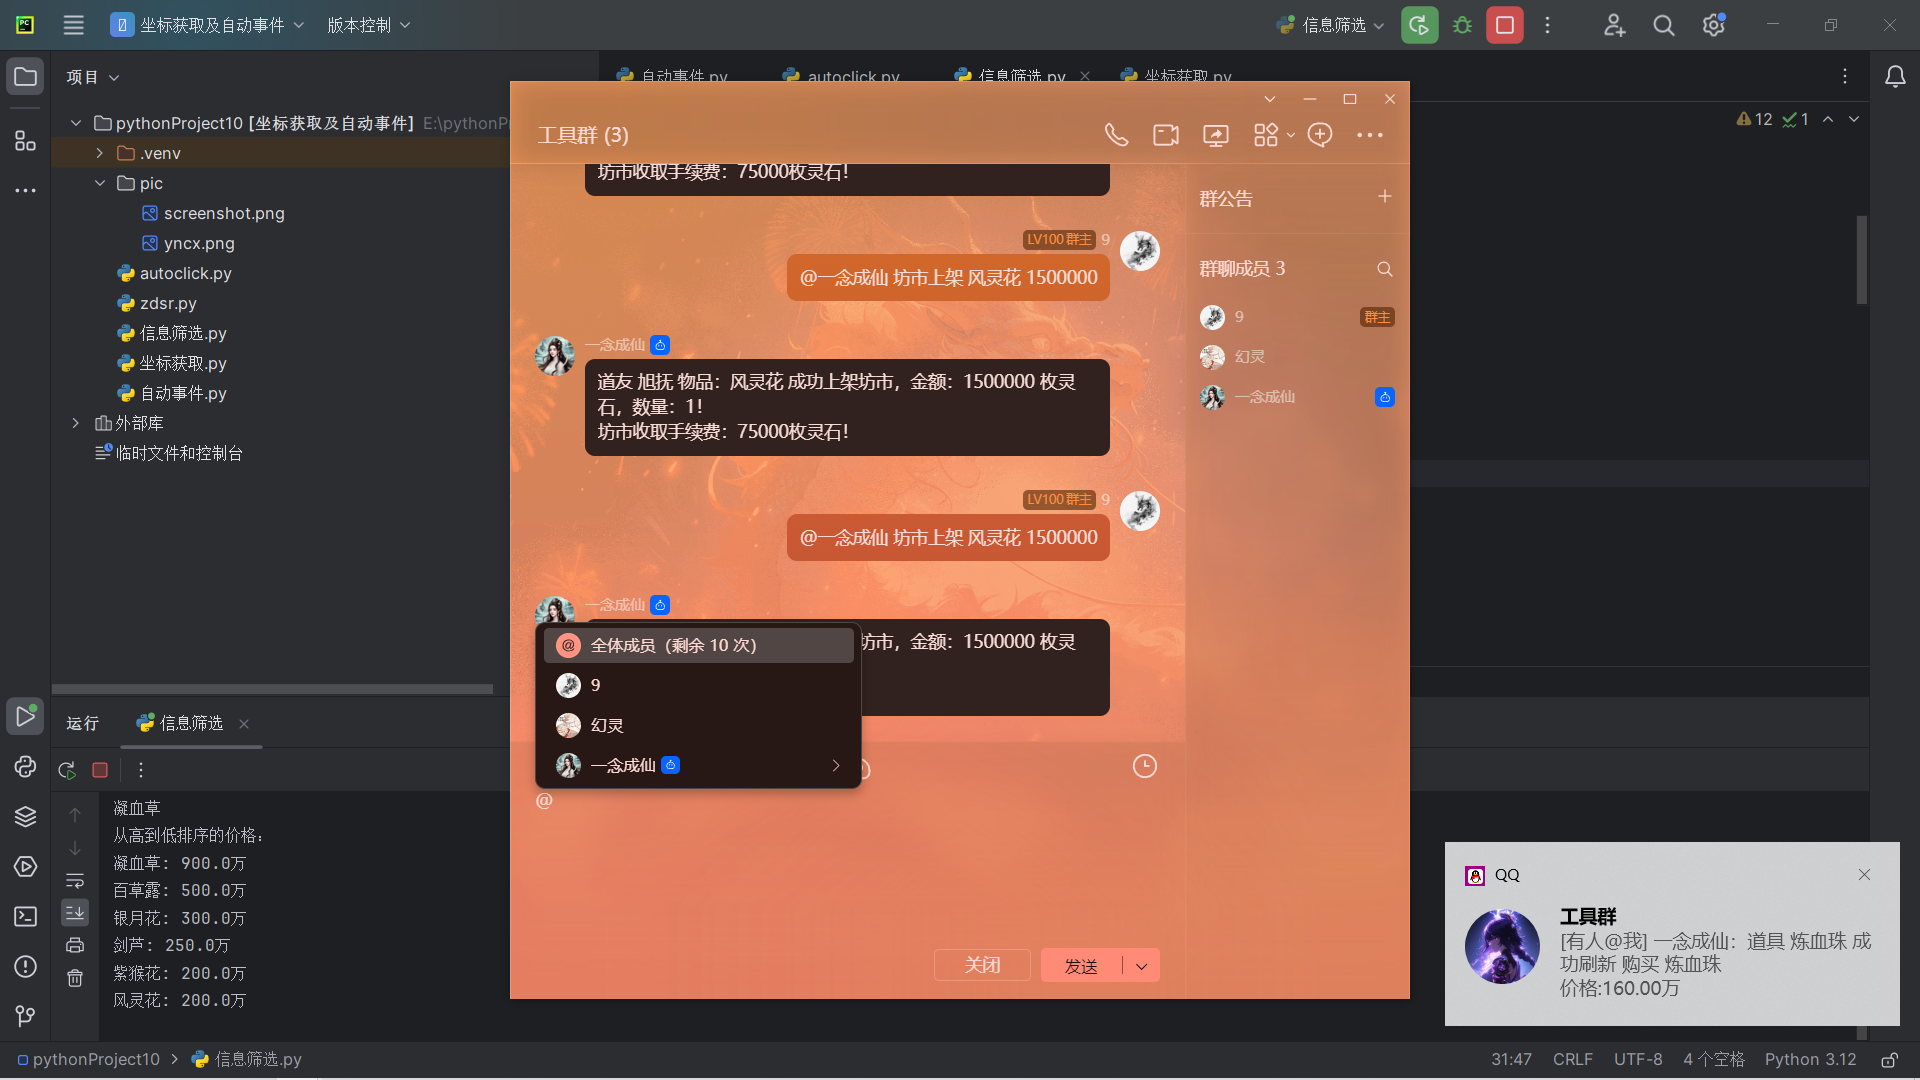 坐标获取及自动事件
版本控制
信息筛选
项目
自动事件.py
autoclick.py
信息筛选.py
坐标获取.py
pythonProject10 [坐标获取及自动事件] E:\pythonP
12
1
.venv
pic
screenshot.png
yncx.png
autoclick.py
zdsr.py
信息筛选.py
坐标获取.py
自动事件.py
外部库
临时文件和控制台
工具群 (3)
坊市收取手续费：75000枚灵石！
LV100 群主 9
@一念成仙 坊市上架 风灵花 1500000
一念成仙
道友 旭抚 物品：风灵花 成功上架坊市，金额：1500000 枚灵
石，数量：1！
坊市收取手续费：75000枚灵石！
LV100 群主 9
@一念成仙 坊市上架 风灵花 1500000
一念成仙
坊市，金额：1500000 枚灵
@ 全体成员（剩余 10 次）
9
幻灵
一念成仙
@
关闭
发送
群公告
群聊成员 3
9 群主
幻灵
一念成仙
运行
信息筛选
凝血草
从高到低排序的价格：
凝血草: 900.0万
百草露: 500.0万
银月花: 300.0万
剑芦: 250.0万
紫猴花: 200.0万
风灵花: 200.0万
QQ
工具群
[有人@我] 一念成仙：道具 炼血珠 成
功刷新 购买 炼血珠
价格:160.00万
pythonProject10
信息筛选.py
31:47
CRLF
UTF-8
4 个空格
Python 3.12